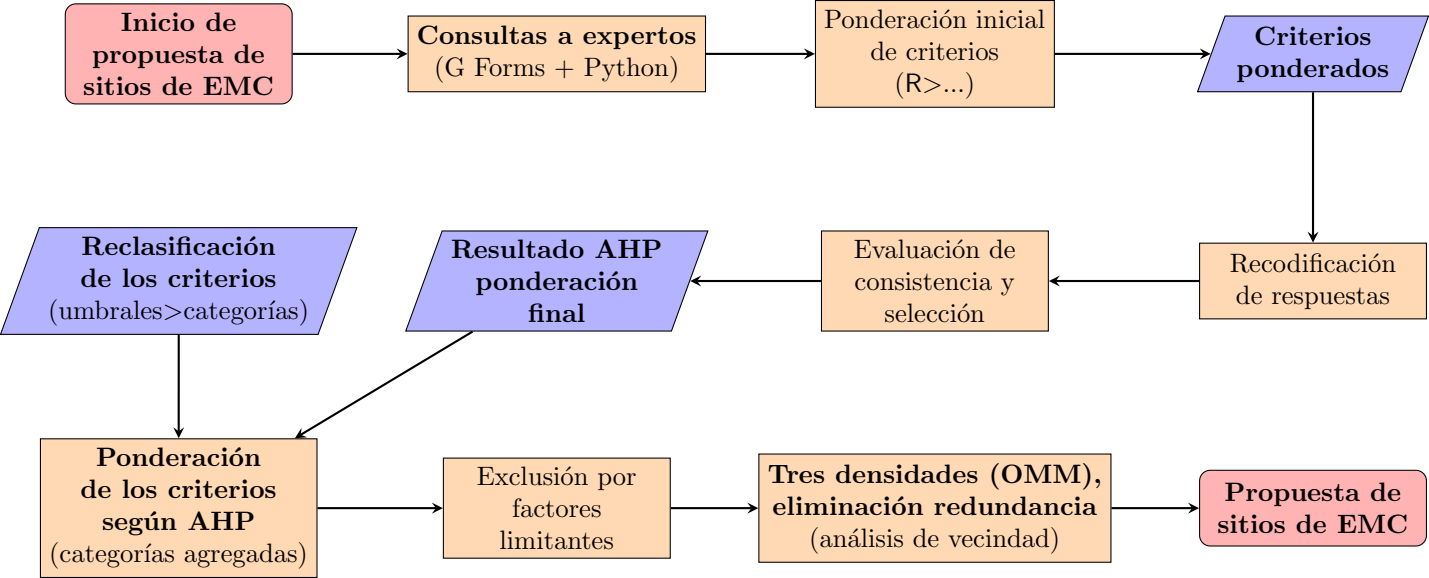 Inicio de
propuesta de
sitios de EMC
Consultas a expertos
(G Forms + Python)
Ponderación inicial
de criterios
(R>...)
Criterios
ponderados
Recodificación
de respuestas
Evaluación de
consistencia y
selección
Resultado AHP
ponderación
final
Reclasificación
de los criterios
(umbrales>categorías)
Ponderación
de los criterios
según AHP
(categorías agregadas)
Exclusión por
factores
limitantes
Tres densidades (OMM),
eliminación redundancia
(análisis de vecindad)
Propuesta de
sitios de EMC